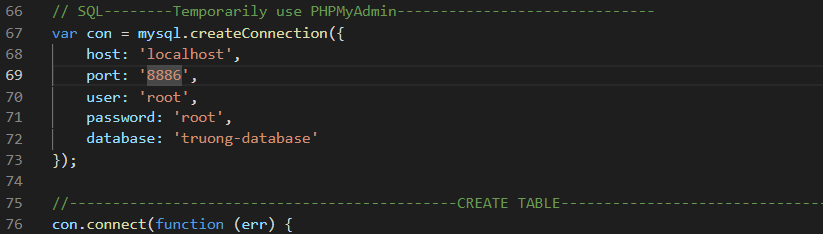 66 // SQL--------Temporarily use PHPMyAdmin-------------------------------
67 var con = mysql.createConnection({
68 host: 'localhost',
69 port: '8886',
70 user: 'root',
71 password: 'root',
72 database: 'truong-database'
73 });
74
75 //-----------------------------------------------CREATE TABLE--------------------------------
76 con.connect(function (err) {